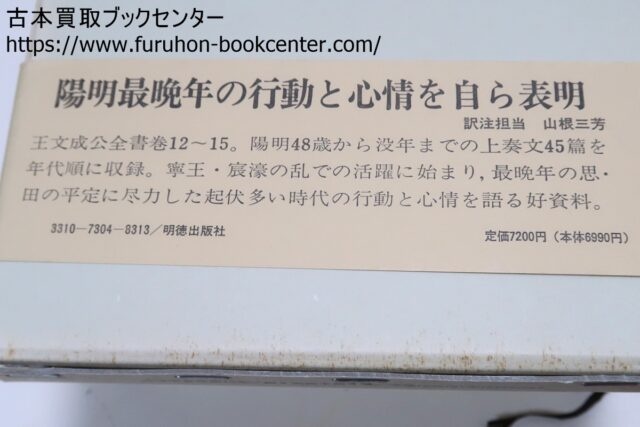 古本買取ブックセンター
https://www.furuhon-bookcenter.com/
陽明最晩年の行動と心情を自ら表明
訳注担当 山根三芳
王文成公全書巻12〜15。陽明48歳から没年までの上奏文45篇を
年代順に収録。寧王・宸濠の乱での活躍に始まり,最晩年の思・
田の平定に尽力した起伏多い時代の行動と心情を語る好資料。
3310-7304-8313/明徳出版社
定価7200円（本体6990円）